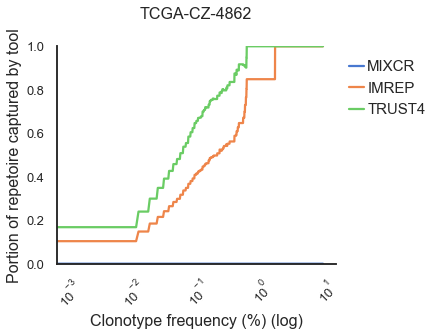 TCGA-CZ-4862
Portion of repetoire captured by tool
1.0
0.8
0.6
0.4
0.2
0.0
10⁻³
10⁻²
10⁻¹
10⁰
10¹
Clonotype frequency (%) (log)
MIXCR
IMREP
TRUST4